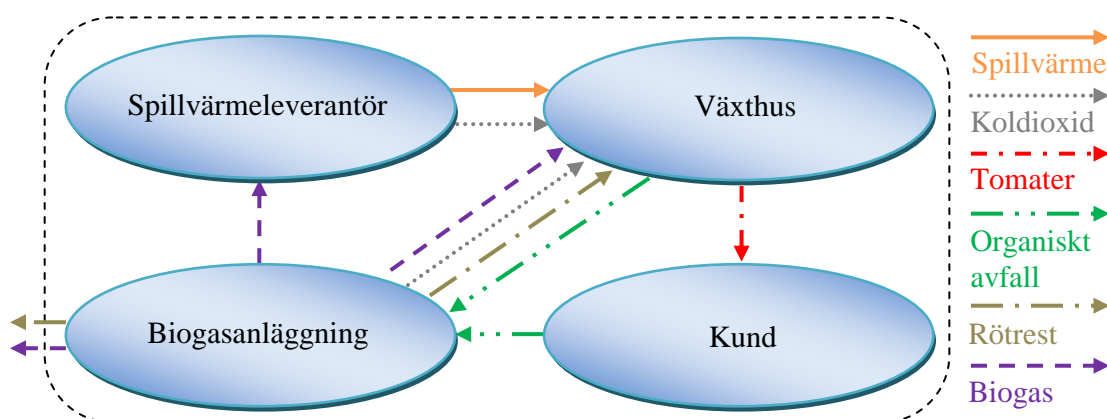 Spillvärmeleverantör
Växthus
Biogasanläggning
Kund
Spillvärme
Koldioxid
Tomater
Organiskt
avfall
Rötrest
Biogas